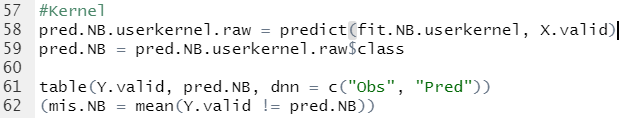 57 #Kernel
58 pred.NB.userkernel.raw = predict(fit.NB.userkernel, X.valid)
59 pred.NB = pred.NB.userkernel.raw$class
60
61 table(Y.valid, pred.NB, dnn = c("Obs", "Pred"))
62 (mis.NB = mean(Y.valid != pred.NB))